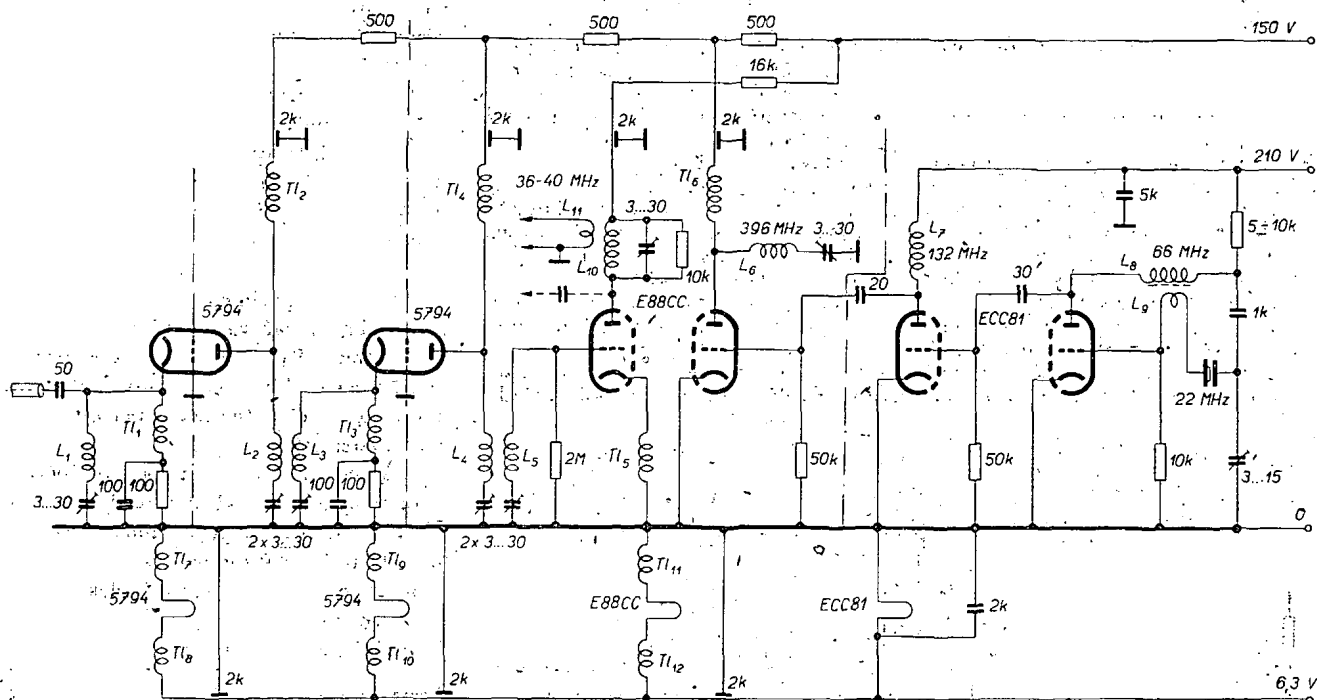 500
500
500
150 V
16k
2k
2k
2k
2k
210 V
Tl2
Tl4
36-40 MHz
Tl6
5k
L11
3...30
396 MHz
3...30
L7
132 MHz
66 MHz
5÷10k
L10
10k
L6
L8
20
30
L9
5794
5794
E88CC
ECC81
1k
50
22 MHz
L1
Tl1
L2
L3
Tl3
L4
L5
2M
Tl5
50k
50k
10k
3...15
3...30
100
100
100
100
2 x 3...30
2 x 3...30
0
Tl7
Tl9
Tl11
5794
5794
E88CC
ECC81
2k
Tl8
Tl10
Tl12
2k
2k
2k
6,3 V